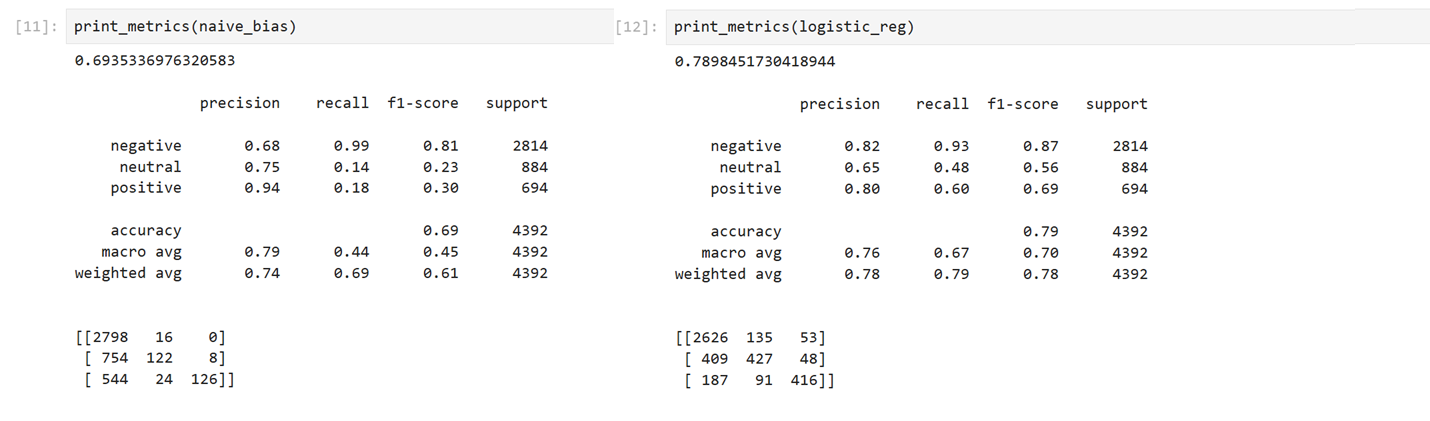 [11]: print_metrics(naive_bias)
0.6935336976320583
precision recall f1-score support
negative 0.68 0.99 0.81 2814
neutral 0.75 0.14 0.23 884
positive 0.94 0.18 0.30 694
accuracy 0.69 4392
macro avg 0.79 0.44 0.45 4392
weighted avg 0.74 0.69 0.61 4392
[[2798 16 0]
[ 754 122 8]
[ 544 24 126]]
[12]: print_metrics(logistic_reg)
0.7898451730418944
precision recall f1-score support
negative 0.82 0.93 0.87 2814
neutral 0.65 0.48 0.56 884
positive 0.80 0.60 0.69 694
accuracy 0.79 4392
macro avg 0.76 0.67 0.70 4392
weighted avg 0.78 0.79 0.78 4392
[[2626 135 53]
[ 409 427 48]
[ 187 91 416]]